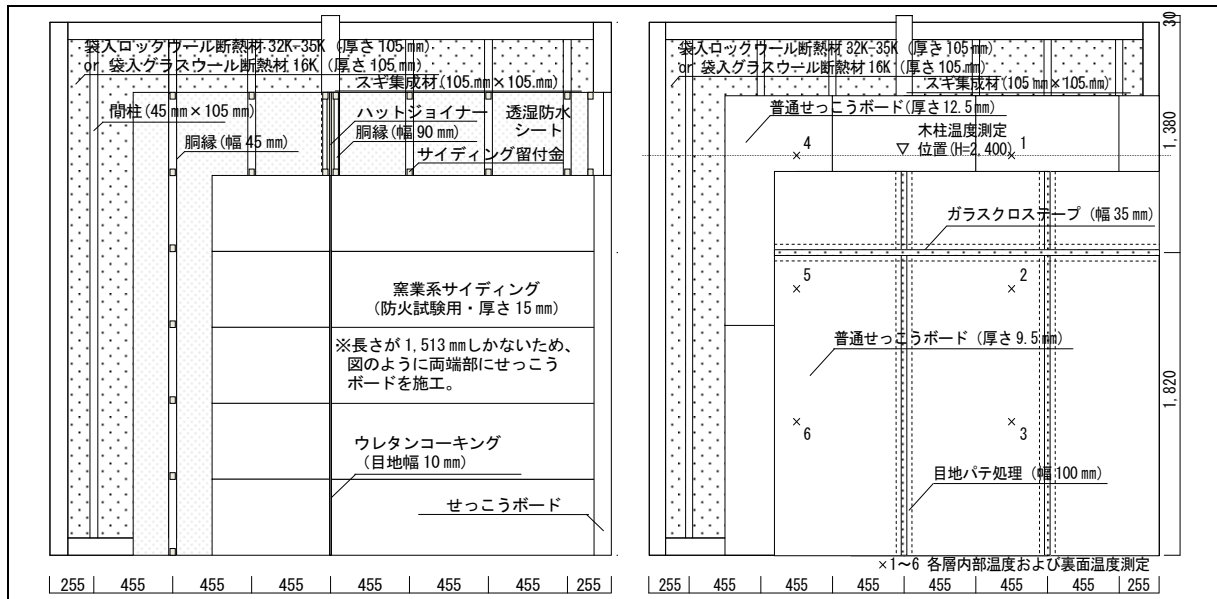 袋入ロックウール断熱材 32K-35K (厚さ 105 mm)
or 袋入グラスウール断熱材 16K (厚さ 105 mm)
スギ集成材(105 mm×105 mm)
間柱(45 mm×105 mm)
胴縁(幅 45 mm)
ハットジョイナー
胴縁(幅 90 mm)
透湿防水
シート
サイディング留付金
窯業系サイディング
(防火試験用・厚さ 15 mm)
※長さが 1,513 mmしかないため、
図のように両端部にせっこう
ボードを施工。
ウレタンコーキング
(目地幅 10 mm)
せっこうボード
255 455 455 455 455 455 455 255
袋入ロックウール断熱材 32K-35K (厚さ 105 mm)
or 袋入グラスウール断熱材 16K (厚さ 105 mm)
スギ集成材(105 mm×105 mm)
普通せっこうボード(厚さ 12.5 mm)
木柱温度測定
▽ 位置(H=2,400)
4
1
ガラスクロステープ (幅 35 mm)
5
2
普通せっこうボード (厚さ 9.5 mm)
6
3
目地パテ処理 (幅 100 mm)
×1～6 各層内部温度および裏面温度測定
30
1,380
1,820
255 455 455 455 455 455 455 255